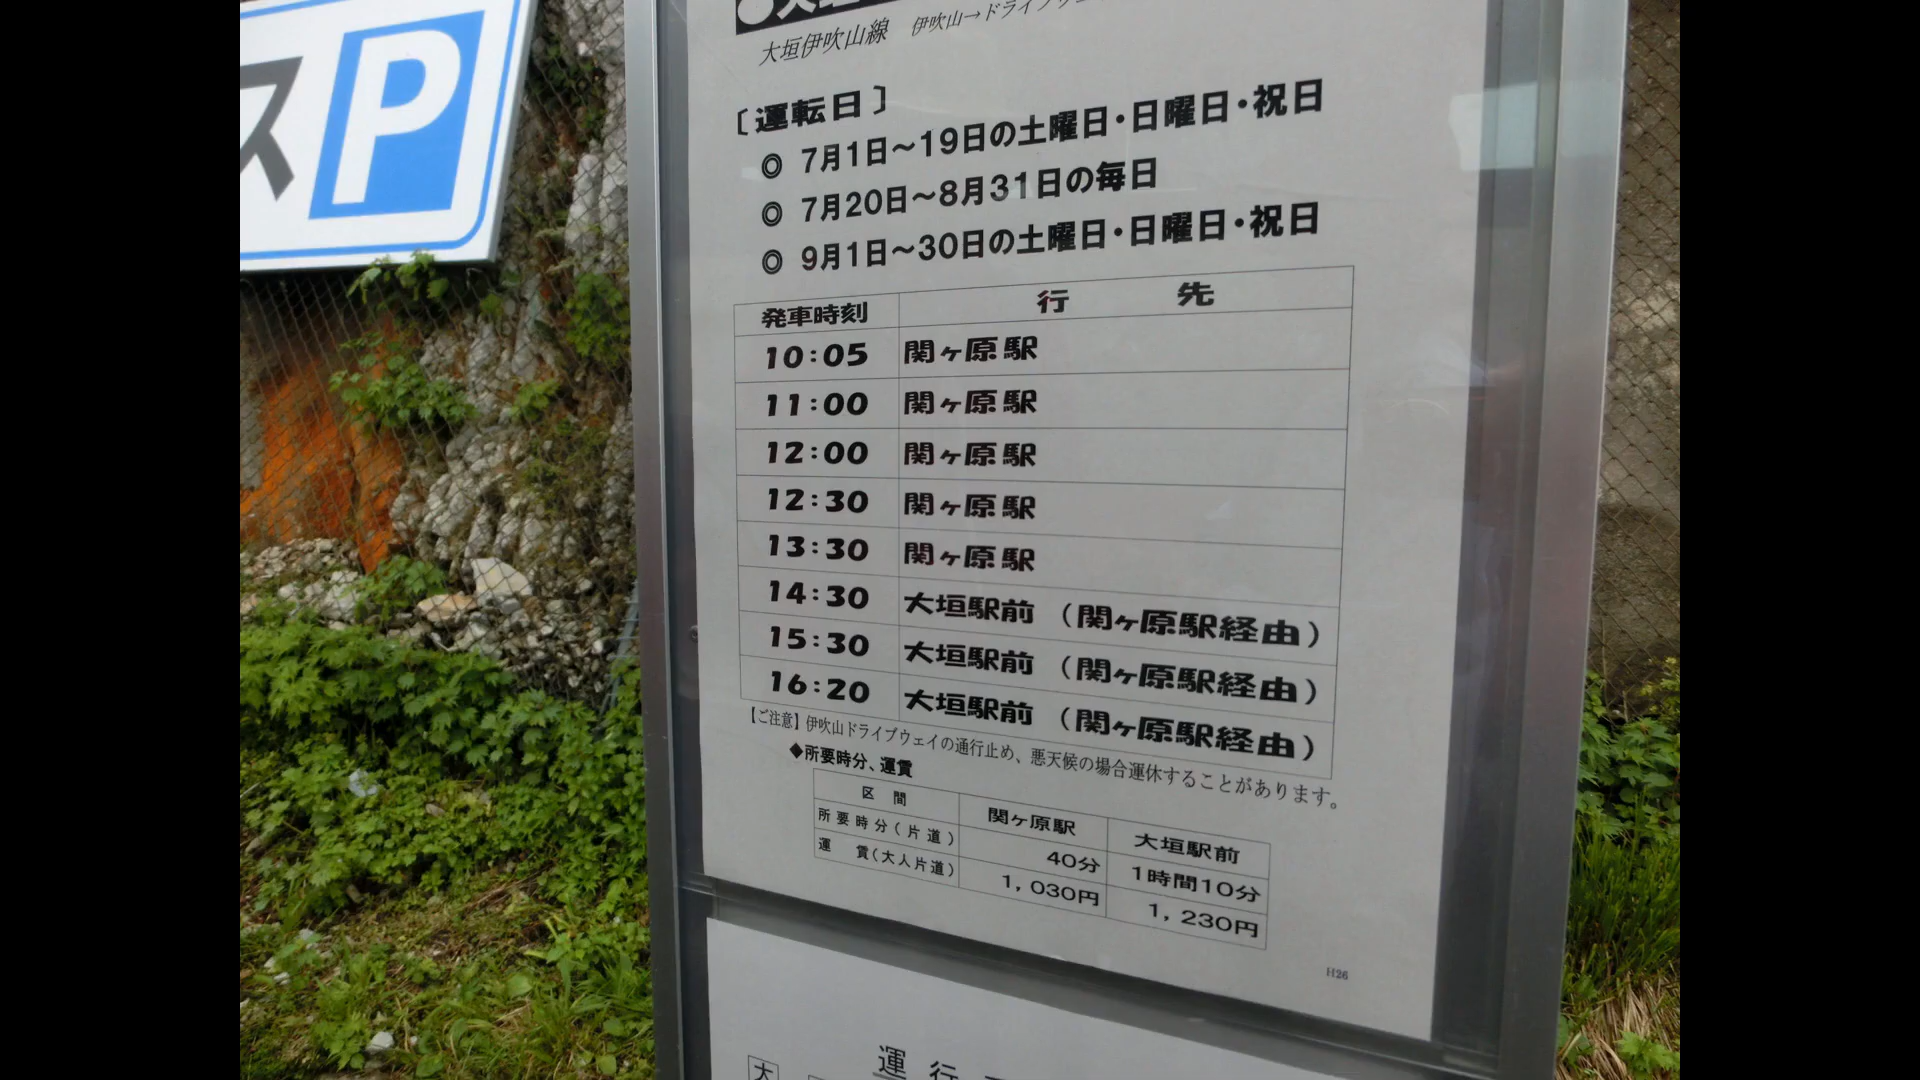 ス P
大垣伊吹山線 伊吹山→ドライブウェ
〔運転日〕
◎ 7月1日～19日の土曜日・日曜日・祝日
◎ 7月20日～8月31日の毎日
◎ 9月1日～30日の土曜日・日曜日・祝日
発車時刻 行先
10:05 関ヶ原駅
11:00 関ヶ原駅
12:00 関ヶ原駅
12:30 関ヶ原駅
13:30 関ヶ原駅
14:30 大垣駅前（関ヶ原駅経由）
15:30 大垣駅前（関ヶ原駅経由）
16:20 大垣駅前（関ヶ原駅経由）
【ご注意】伊吹山ドライブウェイの通行止め、悪天候の場合運休することがあります。
◆所要時分、運賃
区間 関ヶ原駅 大垣駅前
所要時分(片道) 40分 1時間10分
運賃(大人片道) 1,030円 1,230円
H26
運行
大